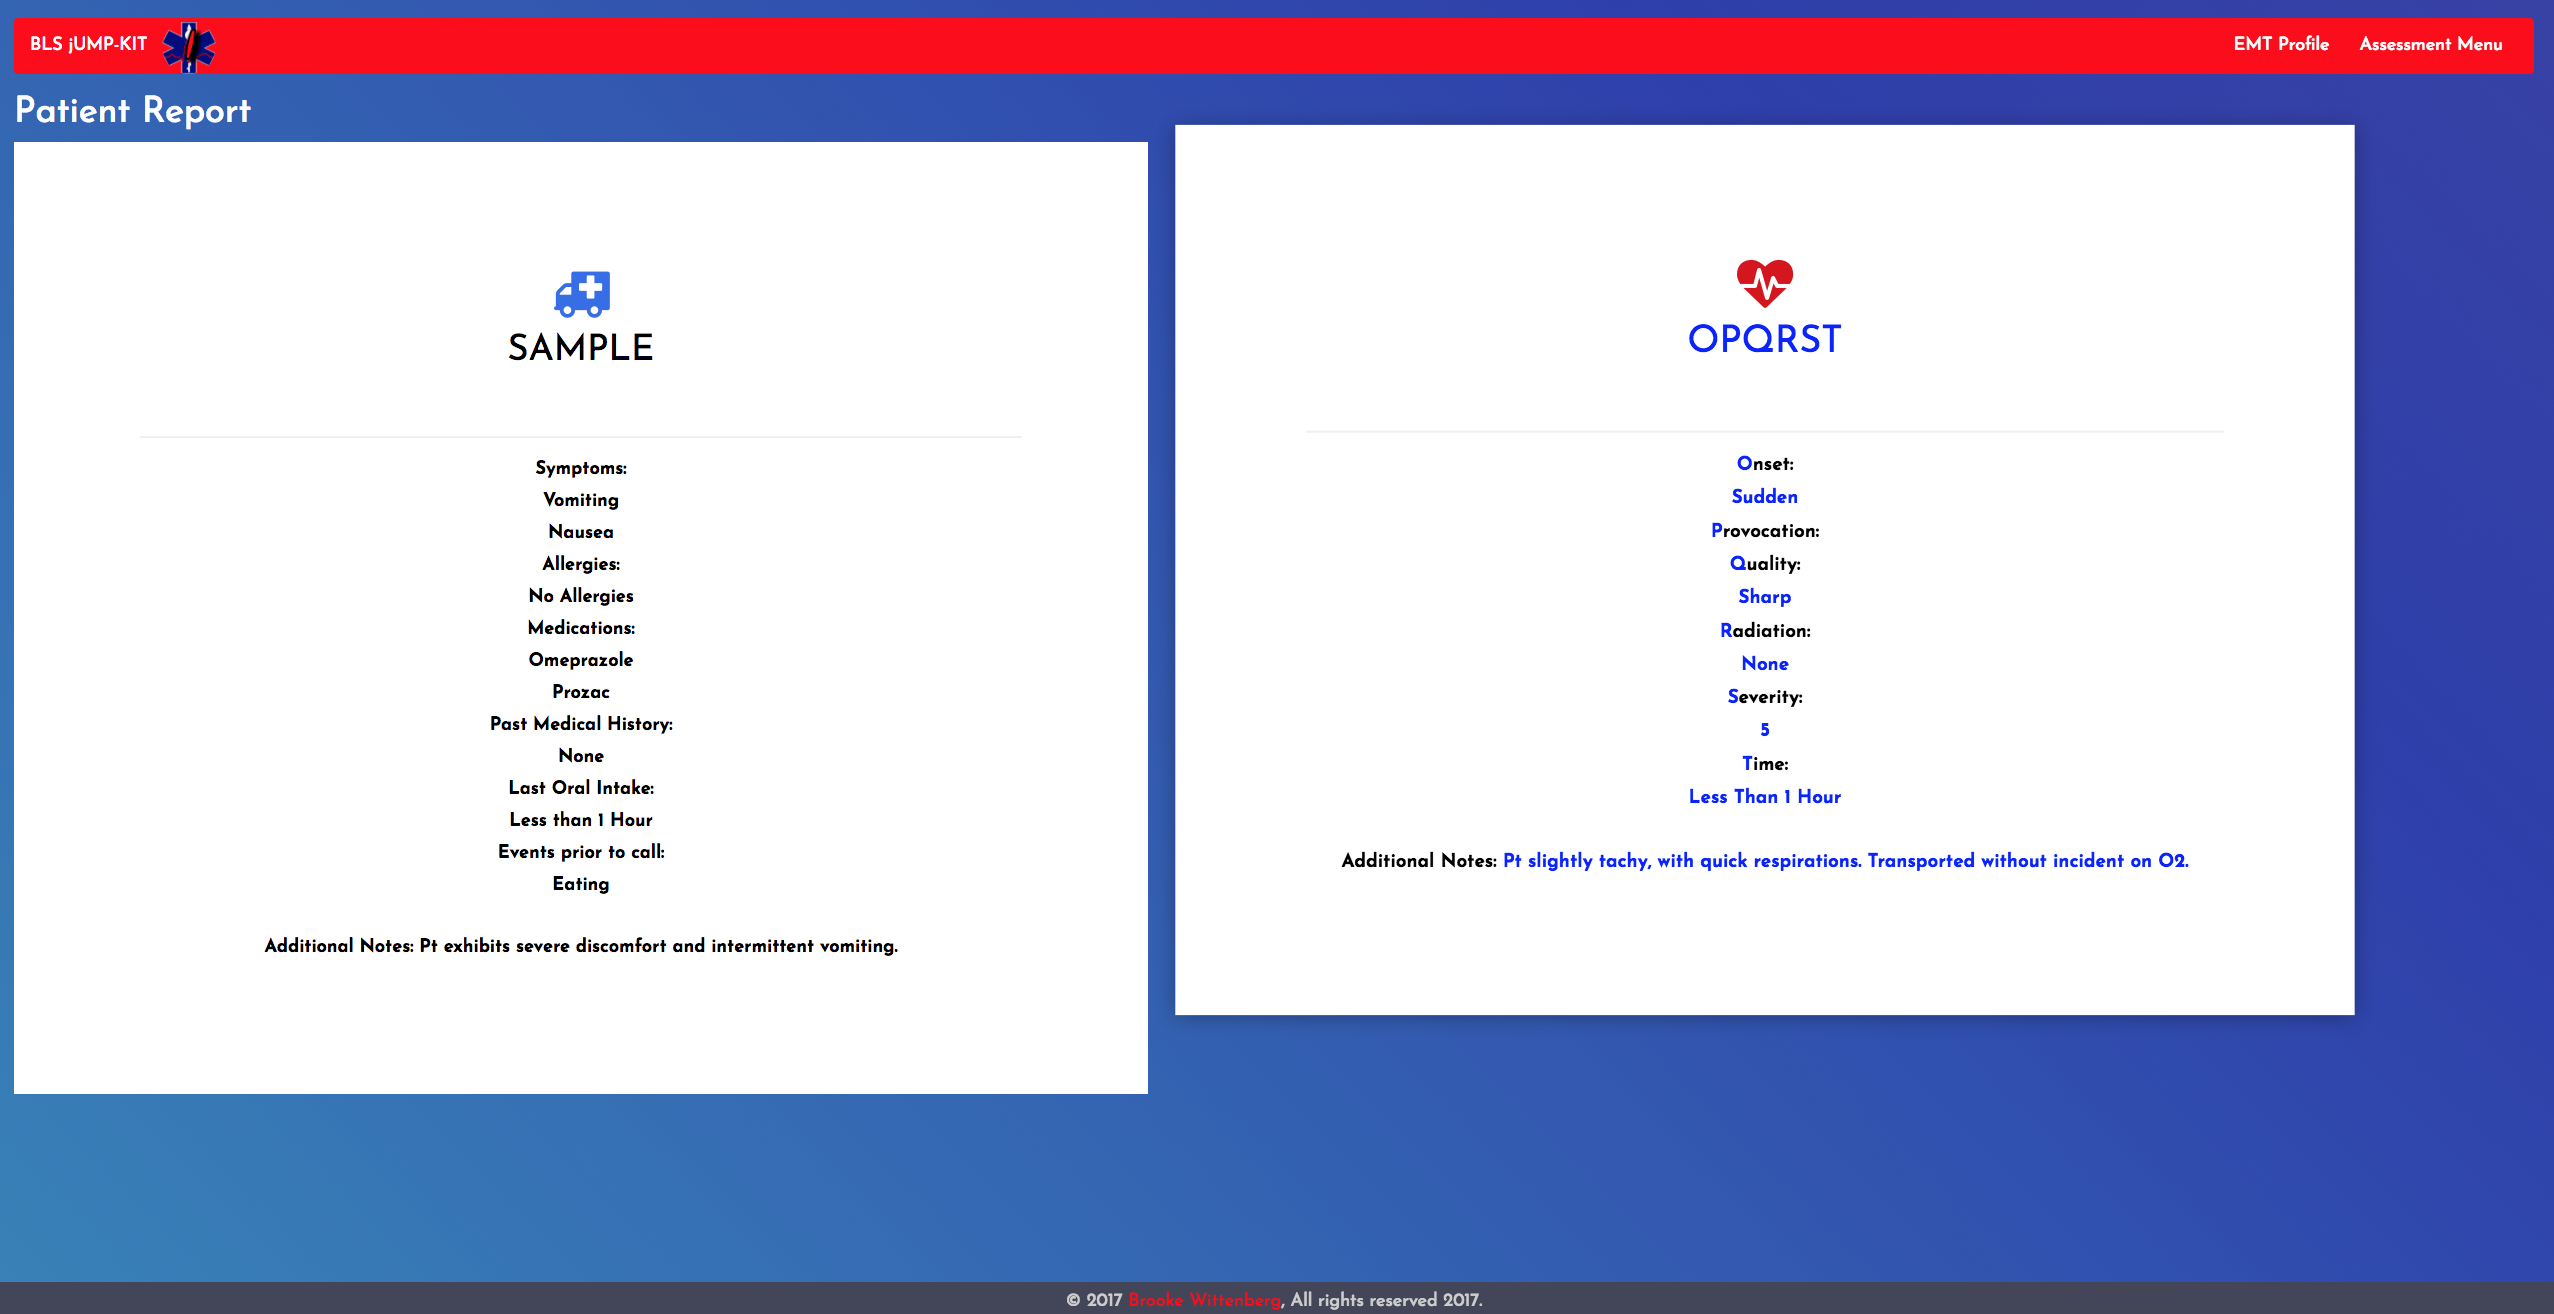 BLS jUMP-KIT
EMT Profile
Assessment Menu
Patient Report
SAMPLE
Symptoms:
Vomiting
Nausea
Allergies:
No Allergies
Medications:
Omeprazole
Prozac
Past Medical History:
None
Last Oral Intake:
Less than 1 Hour
Events prior to call:
Eating
Additional Notes: Pt exhibits severe discomfort and intermittent vomiting.
OPQRST
Onset:
Sudden
Provocation:
Quality:
Sharp
Radiation:
None
Severity:
5
Time:
Less Than 1 Hour
Additional Notes: Pt slightly tachy, with quick respirations. Transported without incident on O2.
© 2017 Brooke Wittenberg, All rights reserved 2017.